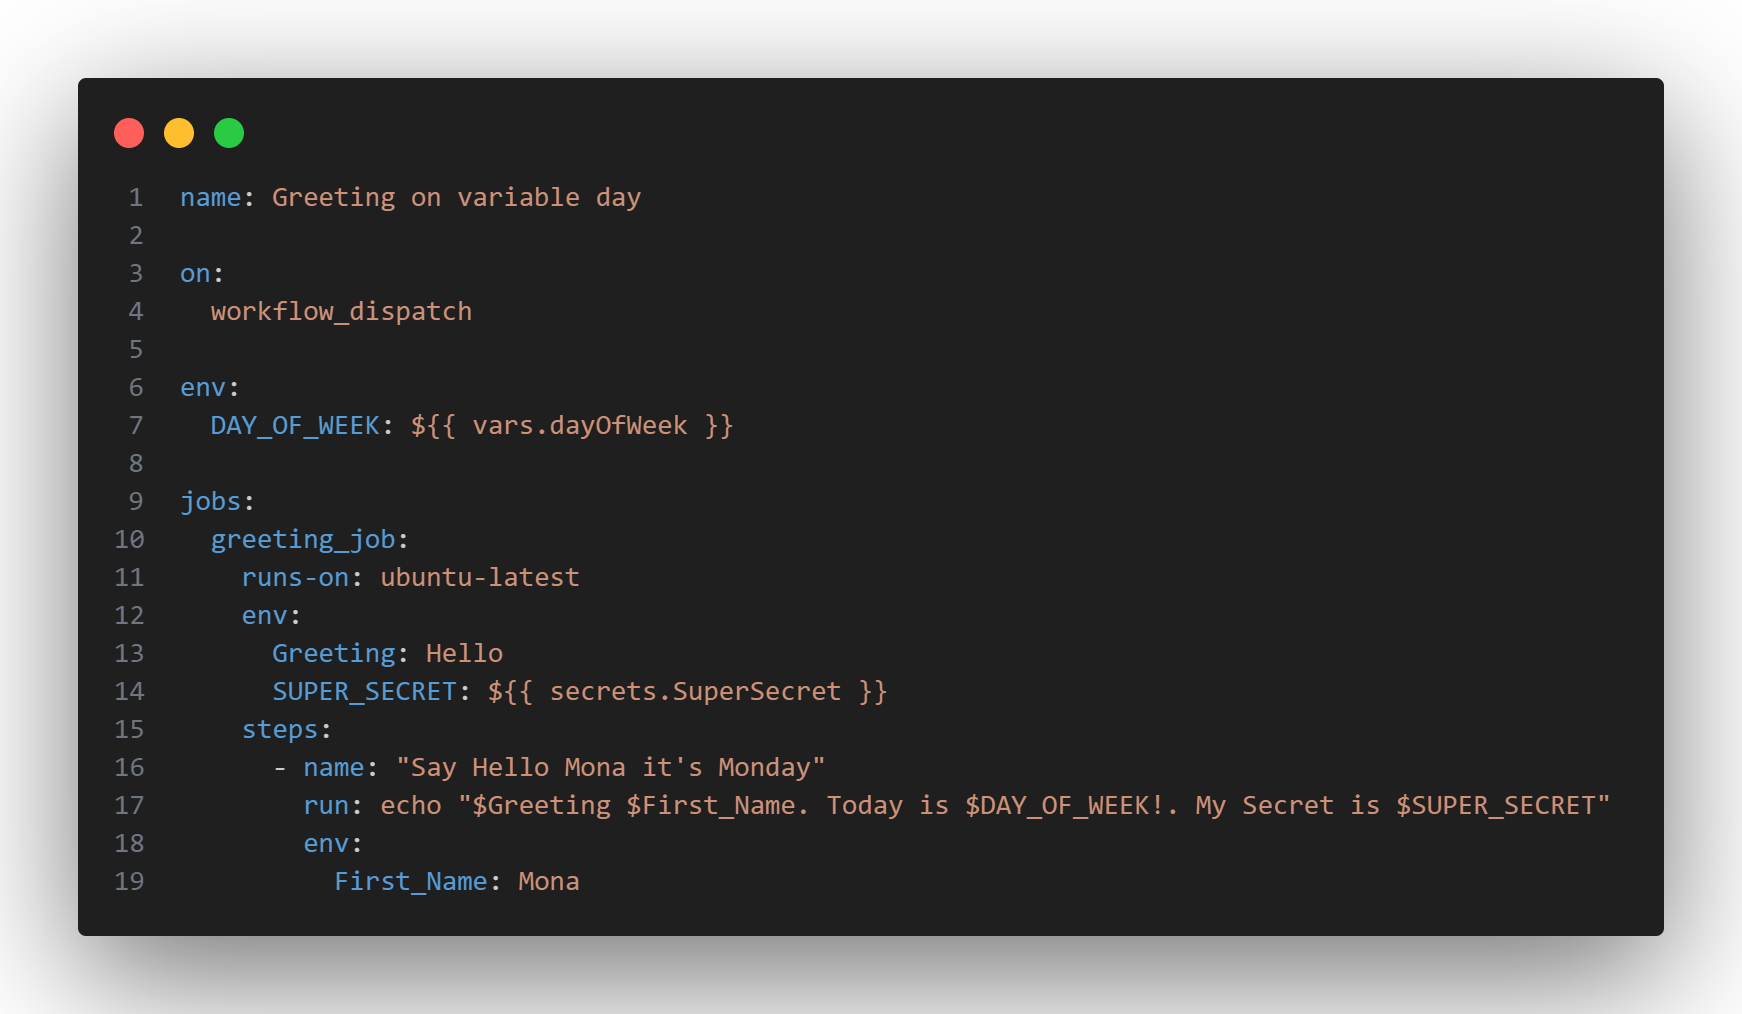 1 name: Greeting on variable day
2
3 on:
4   workflow_dispatch
5
6 env:
7   DAY_OF_WEEK: ${{ vars.dayOfWeek }}
8
9 jobs:
10   greeting_job:
11     runs-on: ubuntu-latest
12     env:
13       Greeting: Hello
14       SUPER_SECRET: ${{ secrets.SuperSecret }}
15     steps:
16       - name: "Say Hello Mona it's Monday"
17         run: echo "$Greeting $First_Name. Today is $DAY_OF_WEEK!. My Secret is $SUPER_SECRET"
18         env:
19           First_Name: Mona